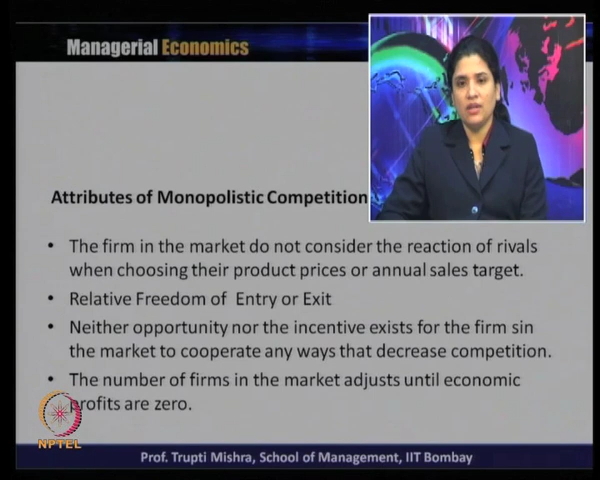 Managerial Economics
Attributes of Monopolistic Competition
• The firm in the market do not consider the reaction of rivals
when choosing their product prices or annual sales target.
• Relative Freedom of Entry or Exit
• Neither opportunity nor the incentive exists for the firm sin
the market to cooperate any ways that decrease competition.
• The number of firms in the market adjusts until economic
profits are zero.
NPTEL
Prof. Trupti Mishra, School of Management, IIT Bombay